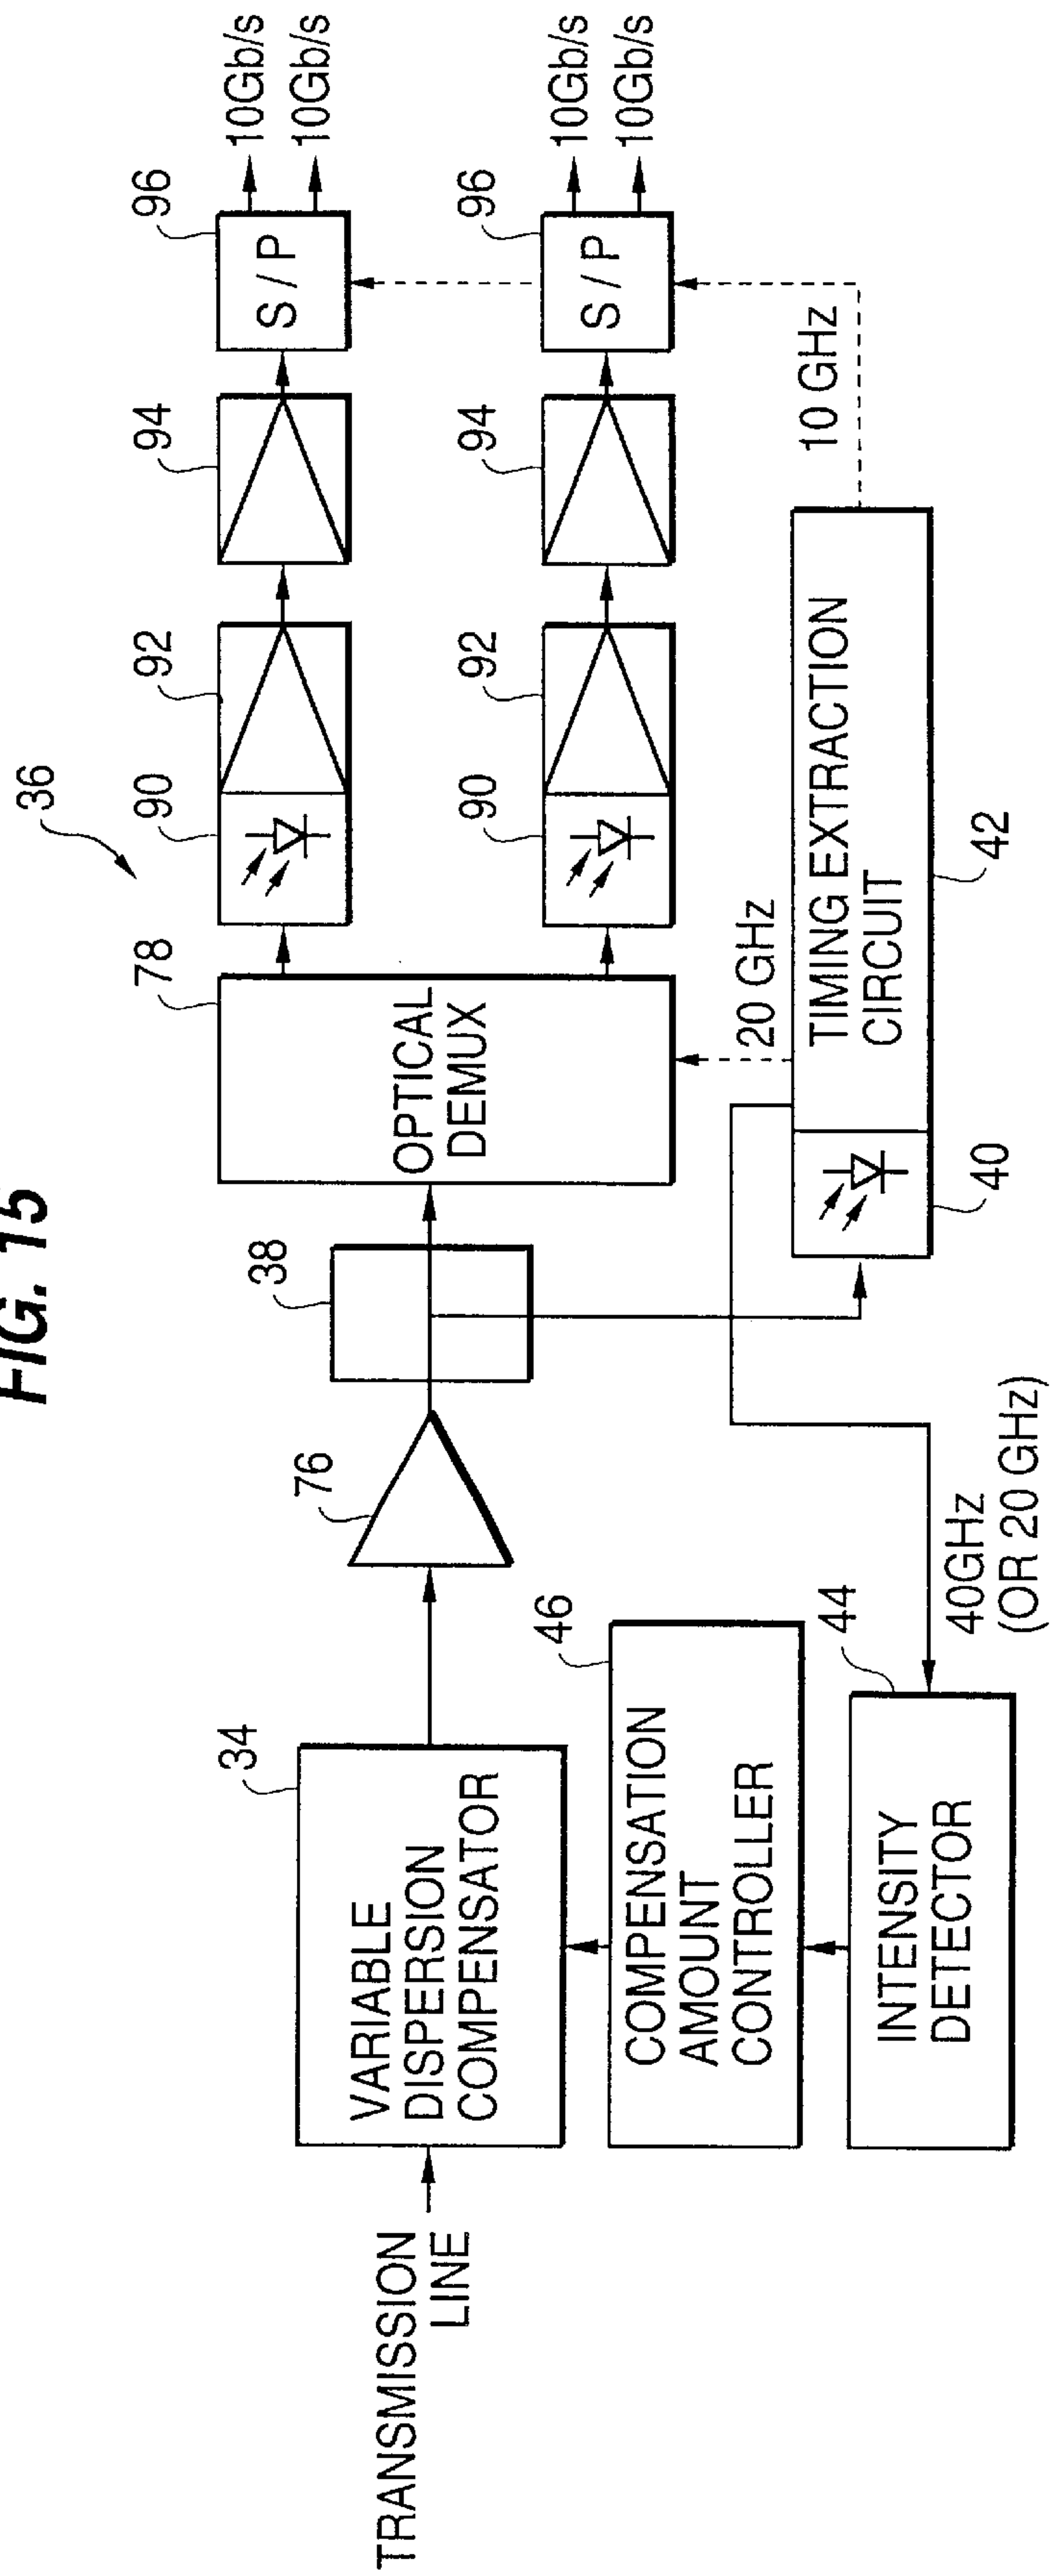 FIG. 15
36
TRANSMISSION
LINE
34
VARIABLE
DISPERSION
COMPENSATOR
76
38
78
OPTICAL
DEMUX
90
92
94
96
S / P
10Gb/s
10Gb/s
90
92
94
96
S / P
10Gb/s
10Gb/s
46
COMPENSATION
AMOUNT
CONTROLLER
44
INTENSITY
DETECTOR
40GHz
(OR 20 GHz)
20 GHz
10 GHz
TIMING EXTRACTION
CIRCUIT
40
42